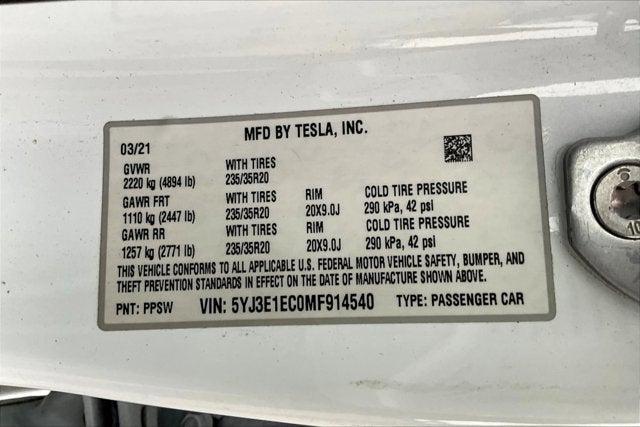 MFD BY TESLA, INC.
03/21
GVWR WITH TIRES
2220 kg (4894 lb) 235/35R20
GAWR FRT WITH TIRES RIM COLD TIRE PRESSURE
1110 kg (2447 lb) 235/35R20 20X9.0J 290 kPa, 42 psi
GAWR RR WITH TIRES RIM COLD TIRE PRESSURE
1257 kg (2771 lb) 235/35R20 20X9.0J 290 kPa, 42 psi
THIS VEHICLE CONFORMS TO ALL APPLICABLE U.S. FEDERAL MOTOR VEHICLE SAFETY, BUMPER, AND
THEFT PREVENTION STANDARDS IN EFFECT ON THE DATE OF MANUFACTURE SHOWN ABOVE.
PNT: PPSW VIN: 5YJ3E1EC0MF914540 TYPE: PASSENGER CAR